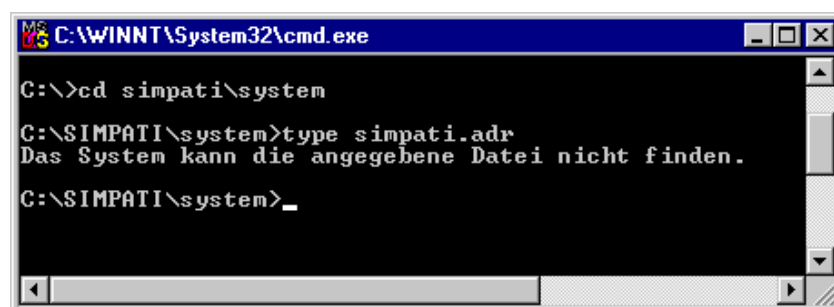 C:\WINNT\System32\cmd.exe
C:\>cd simpati\system
C:\SIMPATI\system>type simpati.adr
Das System kann die angegebene Datei nicht finden.
C:\SIMPATI\system>_